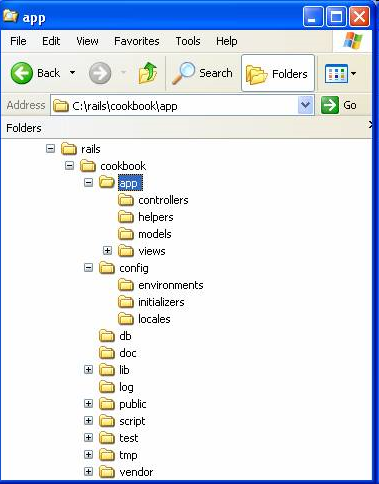 app
File Edit View Favorites Tools Help
Back Search Folders
Address C:\rails\cookbook\app Go
Folders
rails
cookbook
app
controllers
helpers
models
views
config
environments
initializers
locales
db
doc
lib
log
public
script
test
tmp
vendor